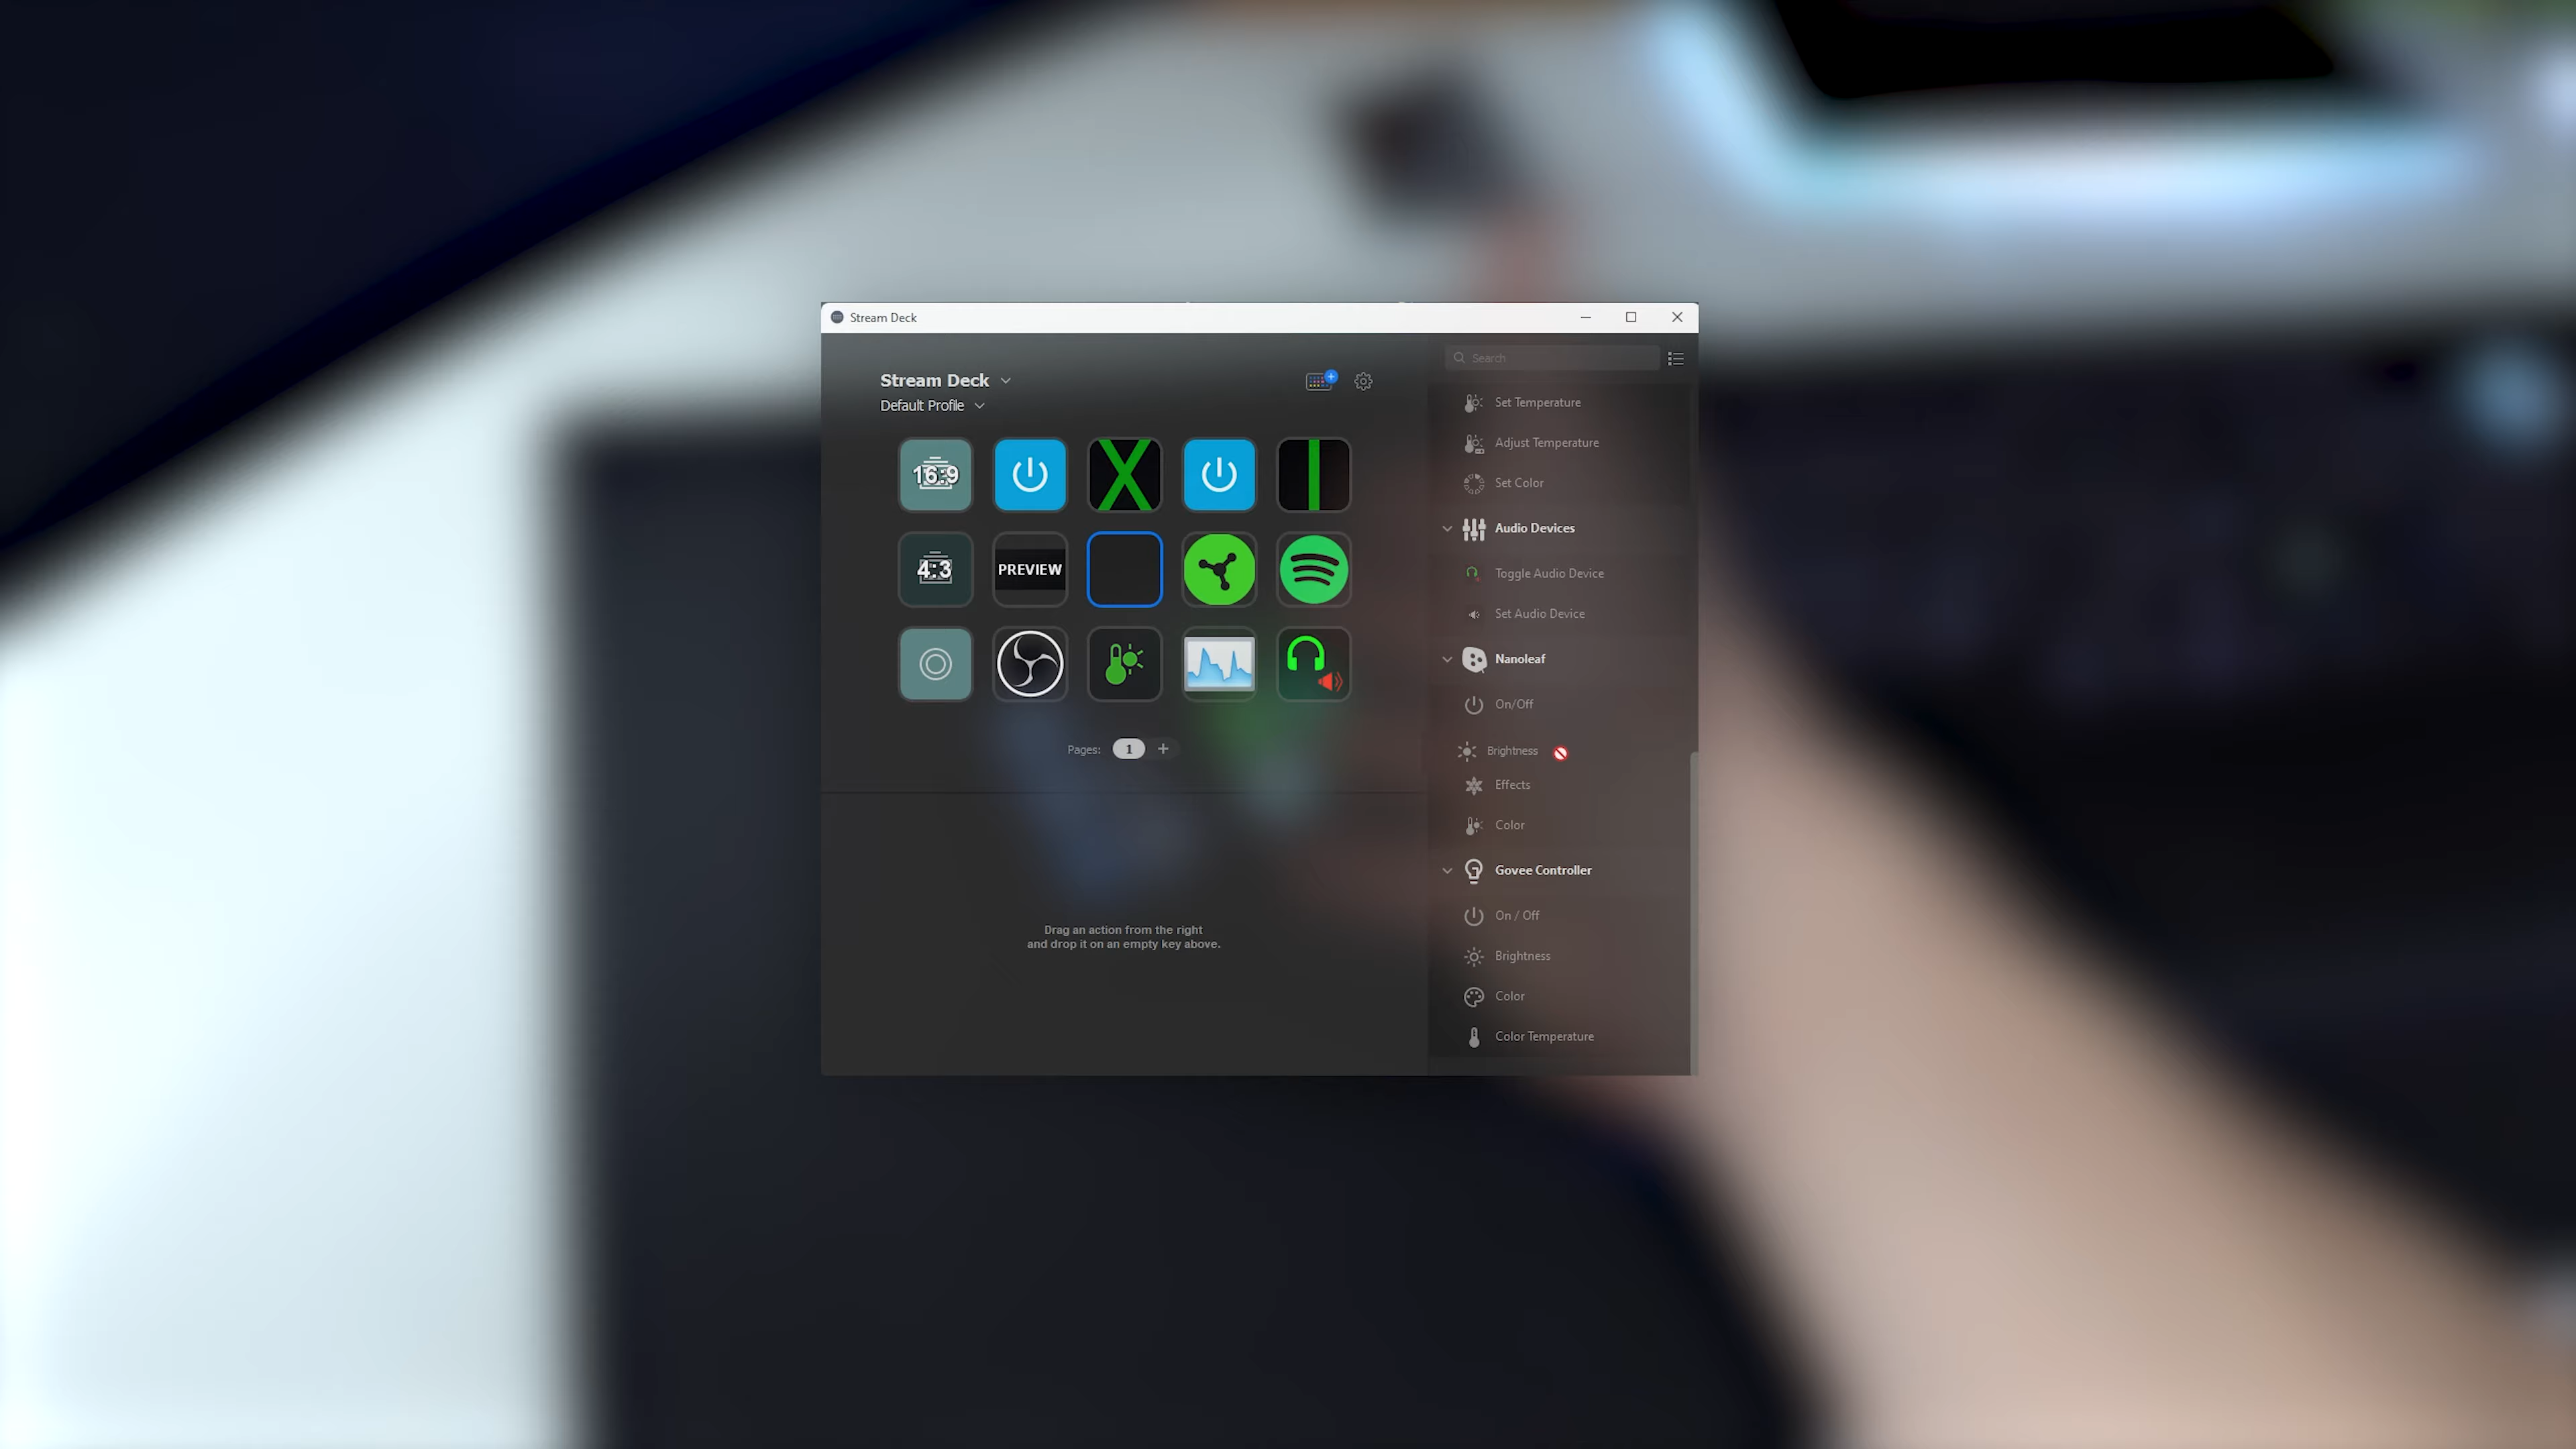 Stream Deck
Search
Stream Deck
Default Profile
16:9
4:3
PREVIEW
Pages: 1 +
Drag an action from the right
and drop it on an empty key above.
Set Temperature
Adjust Temperature
Set Color
Audio Devices
Toggle Audio Device
Set Audio Device
Nanoleaf
On/Off
Brightness
Effects
Color
Govee Controller
On / Off
Brightness
Color
Color Temperature